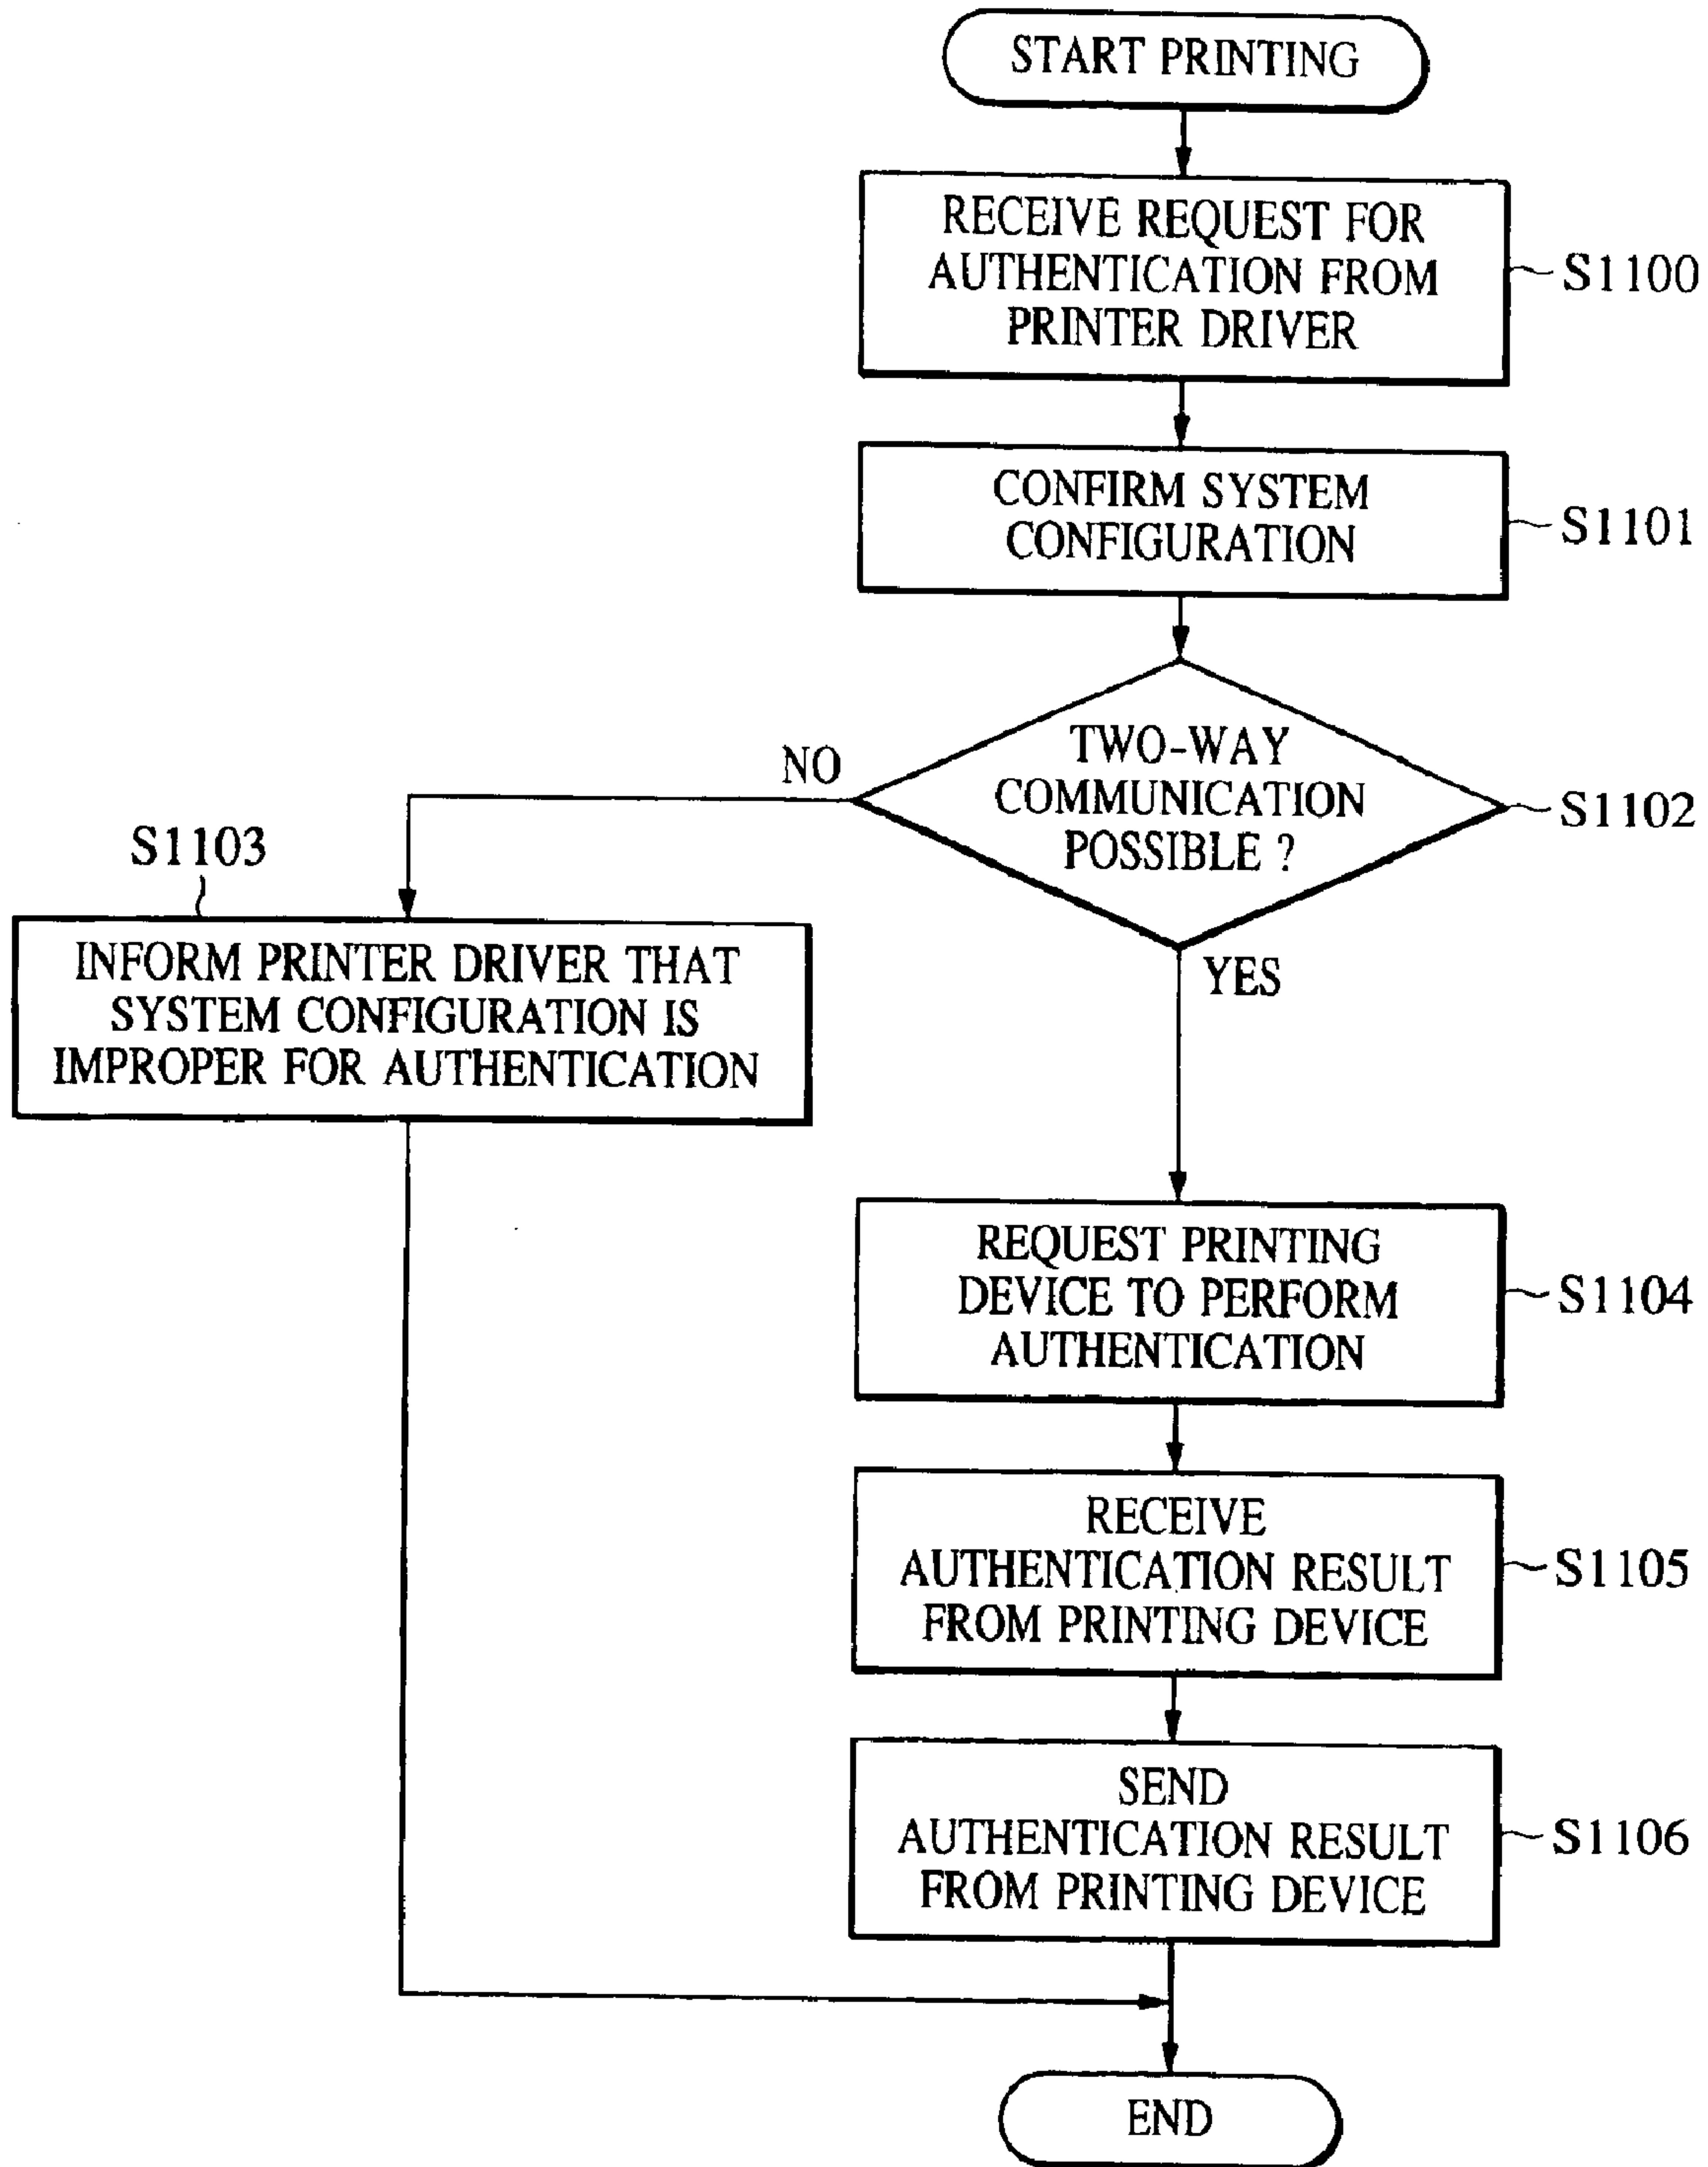 START PRINTING
RECEIVE REQUEST FOR
AUTHENTICATION FROM
PRINTER DRIVER
S1100
CONFIRM SYSTEM
CONFIGURATION
S1101
TWO-WAY
COMMUNICATION
POSSIBLE ?
S1102
NO
S1103
INFORM PRINTER DRIVER THAT
SYSTEM CONFIGURATION IS
IMPROPER FOR AUTHENTICATION
YES
REQUEST PRINTING
DEVICE TO PERFORM
AUTHENTICATION
S1104
RECEIVE
AUTHENTICATION RESULT
FROM PRINTING DEVICE
S1105
SEND
AUTHENTICATION RESULT
FROM PRINTING DEVICE
S1106
END